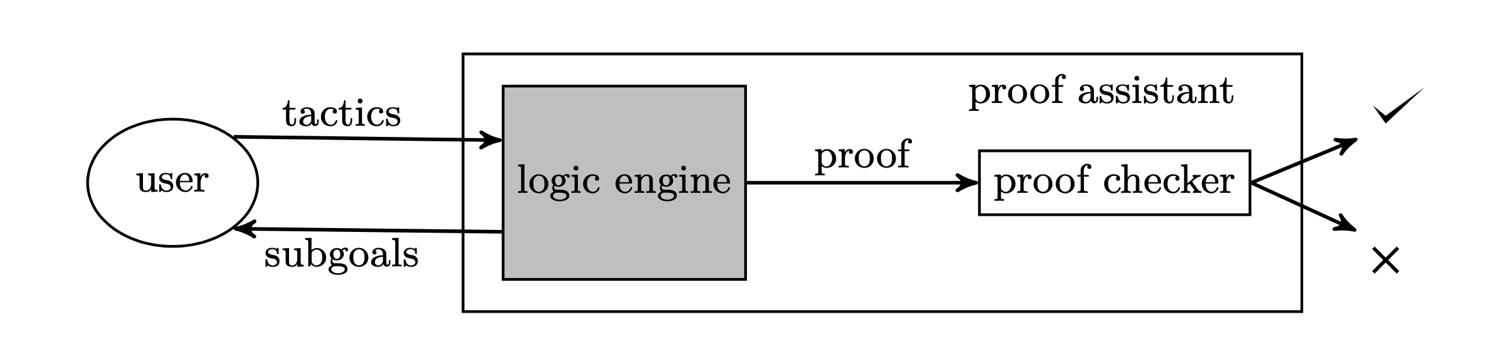 tactics
proof assistant
user
logic engine
proof
proof checker
subgoals